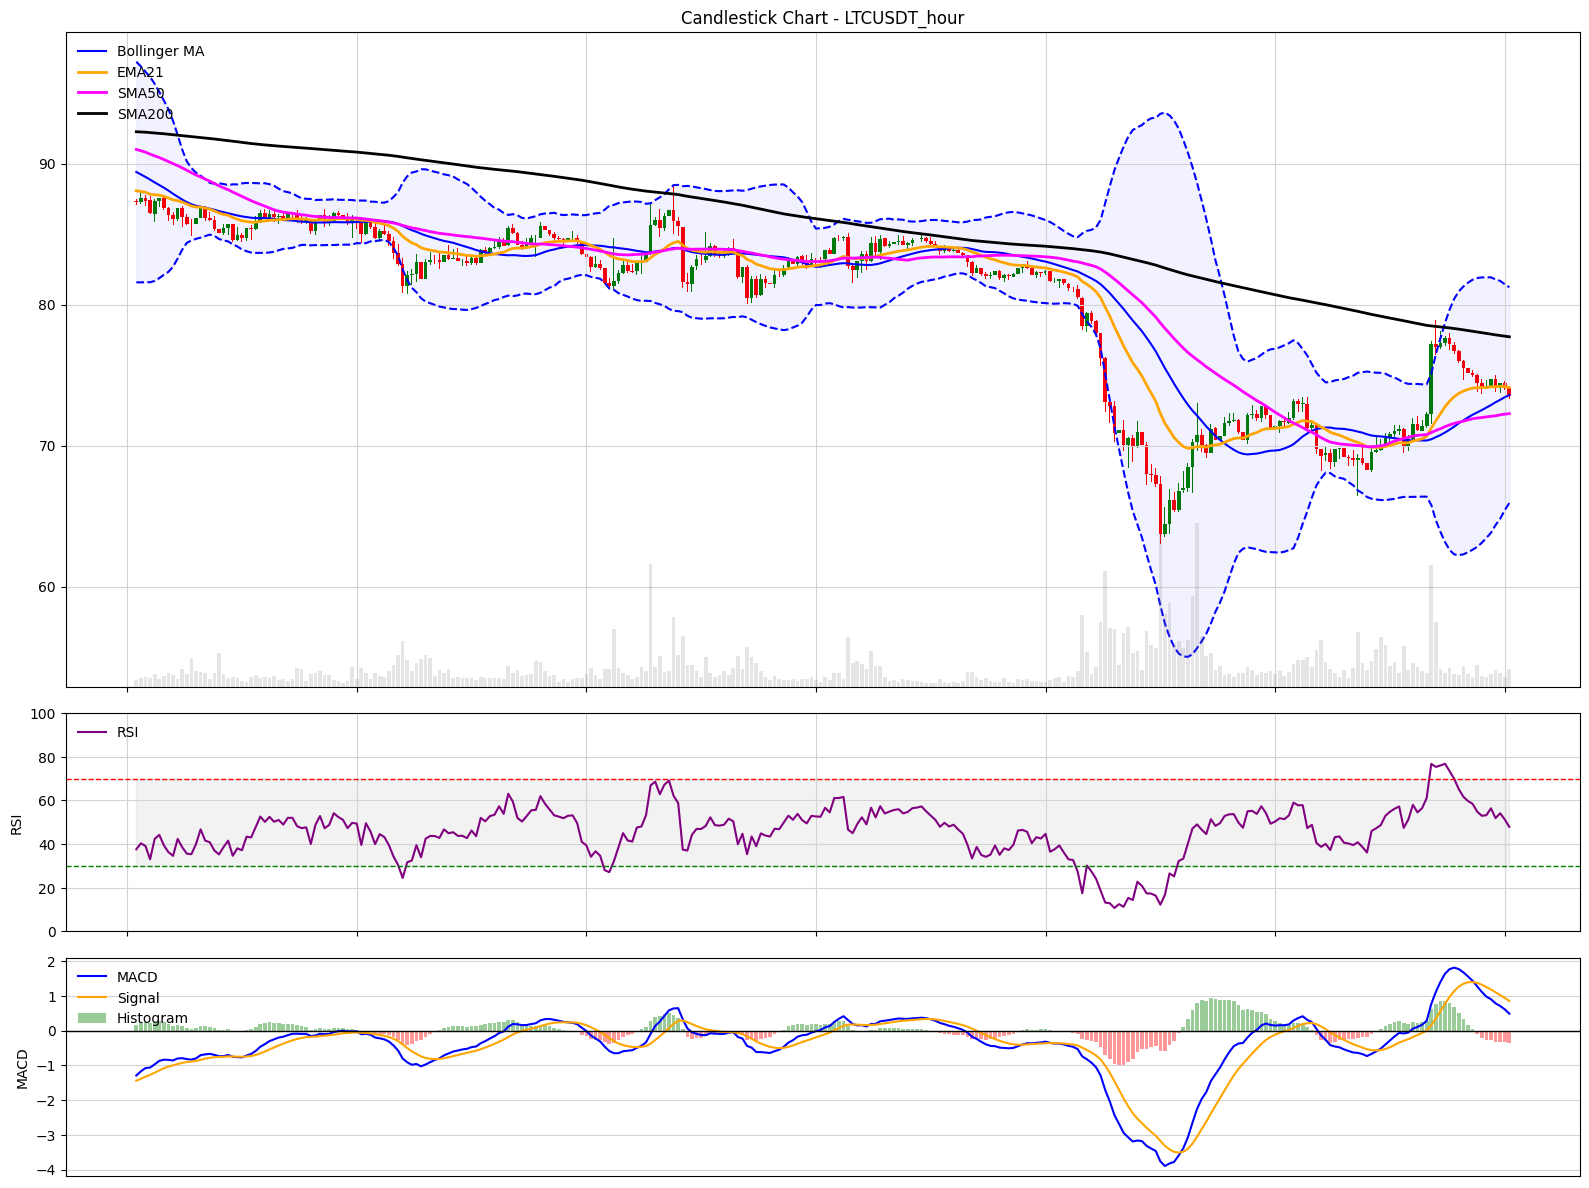 Candlestick Chart - LTCUSDT_hour
Bollinger MA
EMA21
SMA50
SMA200
90
80
70
60
100
80
60
40
20
0
RSI
RSI
2
1
0
−1
−2
−3
−4
MACD
MACD
Signal
Histogram